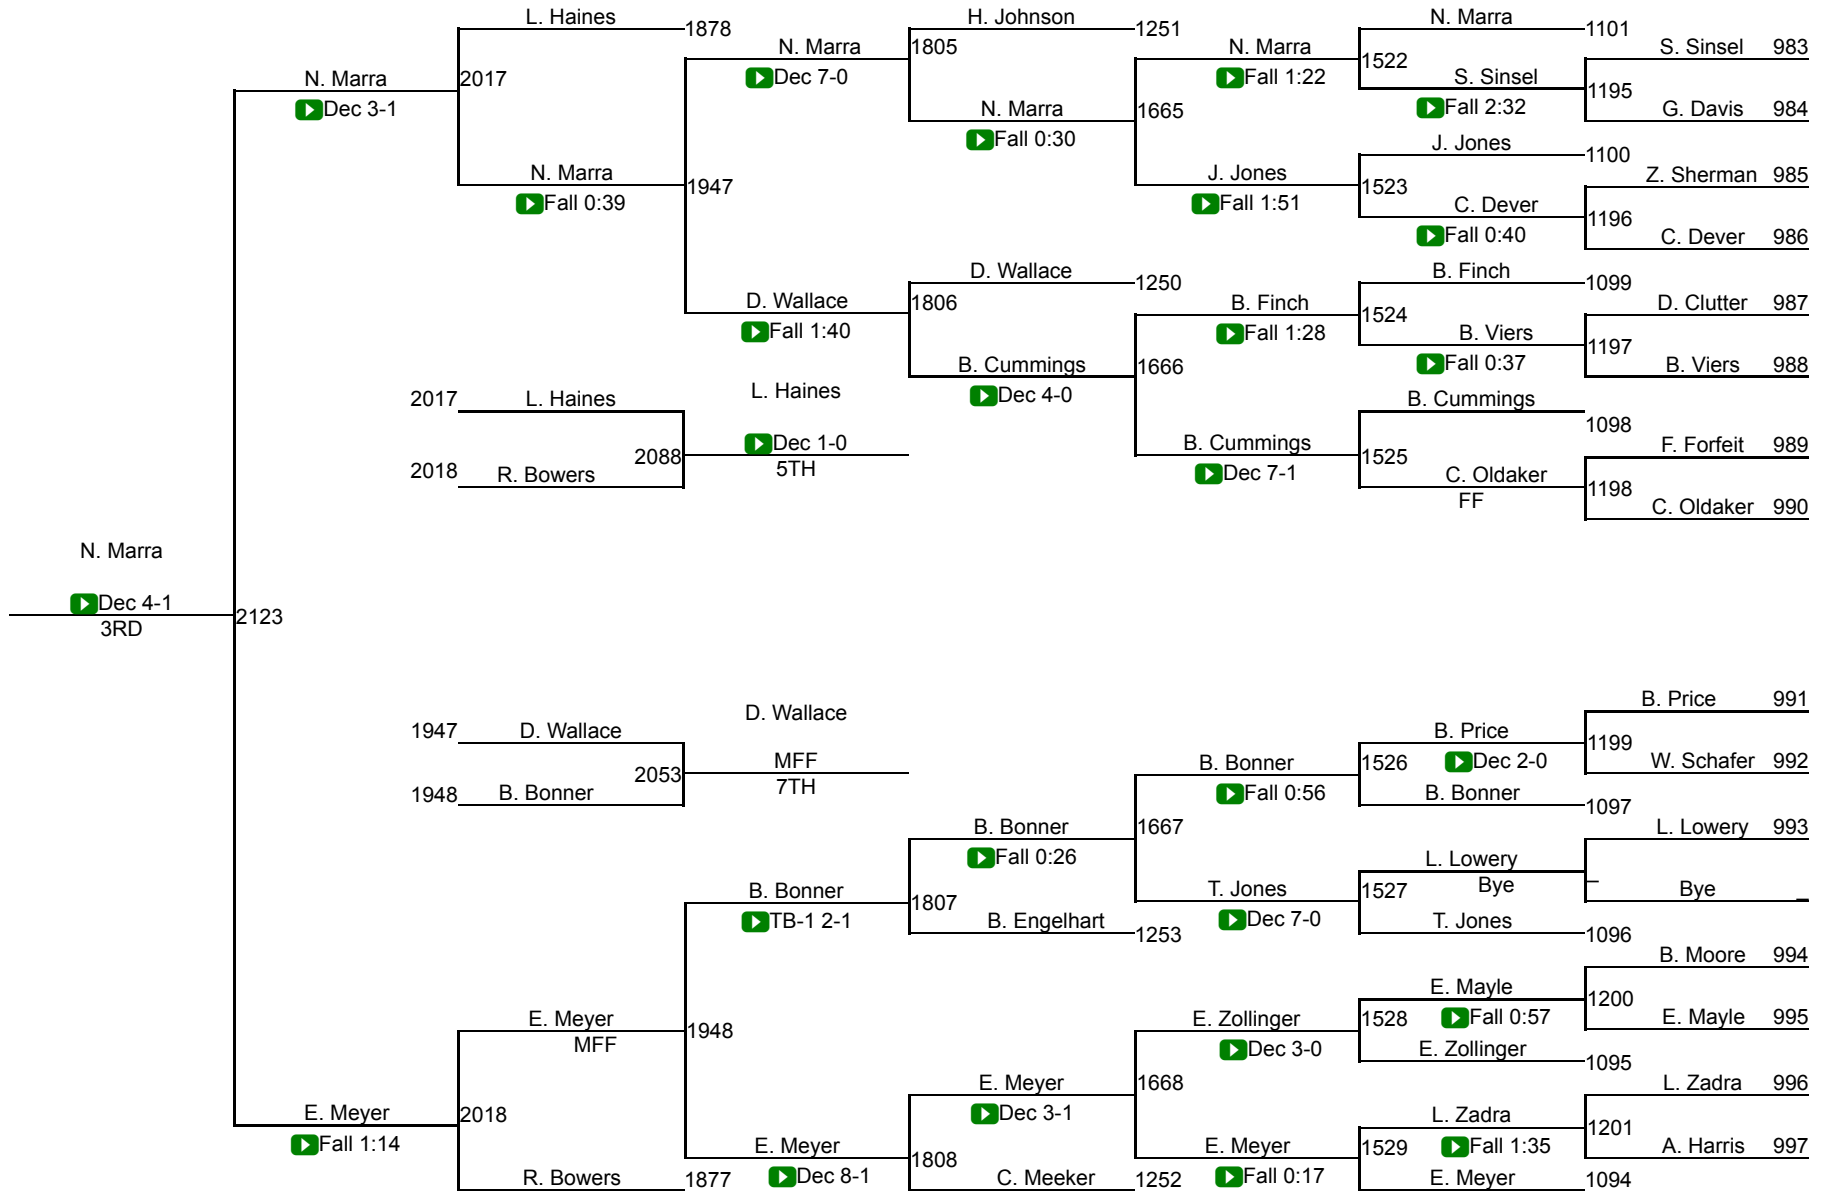 L. Haines
H. Johnson
N. Marra
1878
1251
1101
N. Marra
1805
N. Marra
S. Sinsel 983
1522
N. Marra
2017
Dec 7-0
Fall 1:22
S. Sinsel
1195
Dec 3-1
N. Marra
1665
Fall 2:32
G. Davis 984
Fall 0:30
J. Jones
1100
N. Marra
1947
J. Jones
1523
Z. Sherman 985
Fall 0:39
Fall 1:51
C. Dever
1196
Fall 0:40
C. Dever 986
D. Wallace
B. Finch
1250
1099
D. Wallace
1806
B. Finch
D. Clutter 987
1524
Fall 1:40
Fall 1:28
B. Viers
1197
B. Cummings
1666
Fall 0:37
B. Viers 988
L. Haines
Dec 4-0
2017
L. Haines
B. Cummings
1098
Dec 1-0
B. Cummings
F. Forfeit 989
2088
1525
2018
R. Bowers
5TH
Dec 7-1
C. Oldaker
1198
FF
C. Oldaker 990
N. Marra
Dec 4-1
2123
3RD
B. Price 991
D. Wallace
1947
D. Wallace
B. Price
1199
2053
MFF
B. Bonner
1526
Dec 2-0
W. Schafer 992
7TH
1948
B. Bonner
Fall 0:56
B. Bonner
1097
B. Bonner
1667
L. Lowery 993
Fall 0:26
L. Lowery
B. Bonner
T. Jones
1527
Bye
_
Bye _
1807
TB-1 2-1
B. Engelhart
Dec 7-0
T. Jones
1253
1096
B. Moore 994
E. Mayle
1200
E. Meyer
1948
E. Zollinger
1528
Fall 0:57
E. Mayle 995
MFF
Dec 3-0
E. Zollinger
1095
E. Meyer
1668
L. Zadra 996
E. Meyer
2018
Dec 3-1
L. Zadra
1201
Fall 1:14
E. Meyer
E. Meyer
1529
Fall 1:35
A. Harris 997
1808
R. Bowers
1877
Dec 8-1
C. Meeker
1252
Fall 0:17
E. Meyer
1094